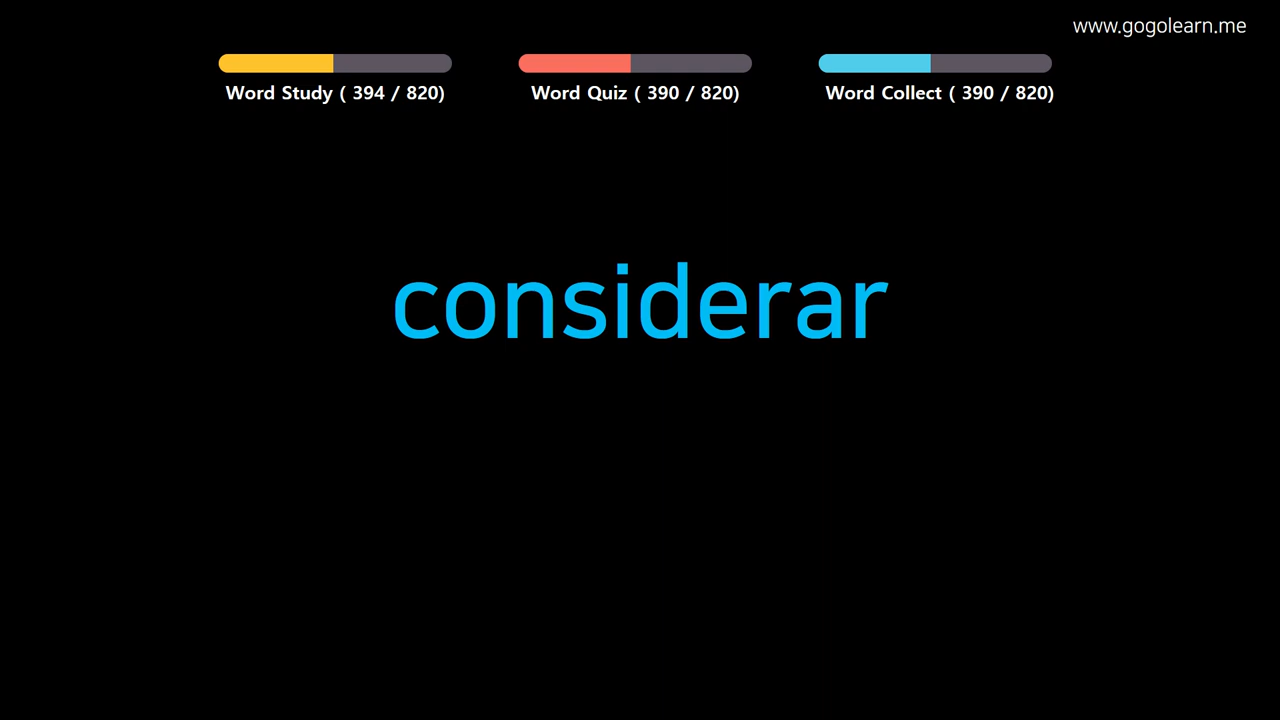 www.gogolearn.me
Word Study ( 394 / 820)
Word Quiz ( 390 / 820)
Word Collect ( 390 / 820)
considerar